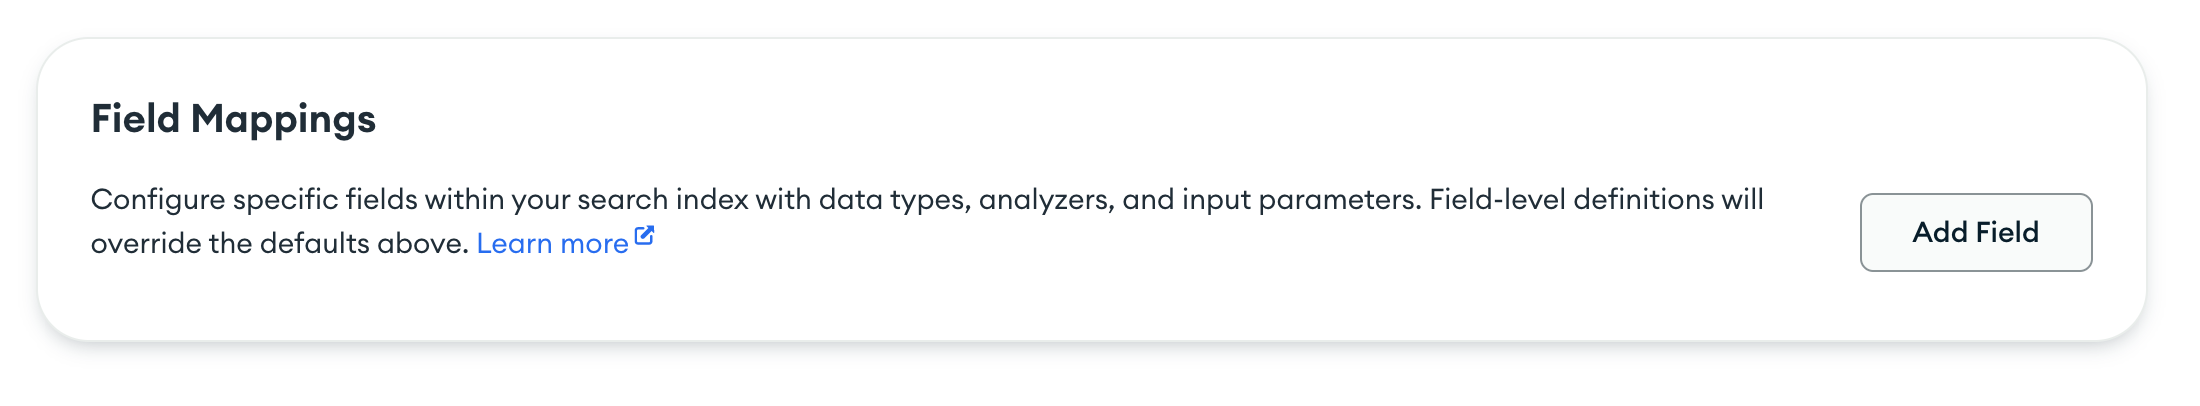 Field Mappings
Configure specific fields within your search index with data types, analyzers, and input parameters. Field-level definitions will
override the defaults above. Learn more
Add Field